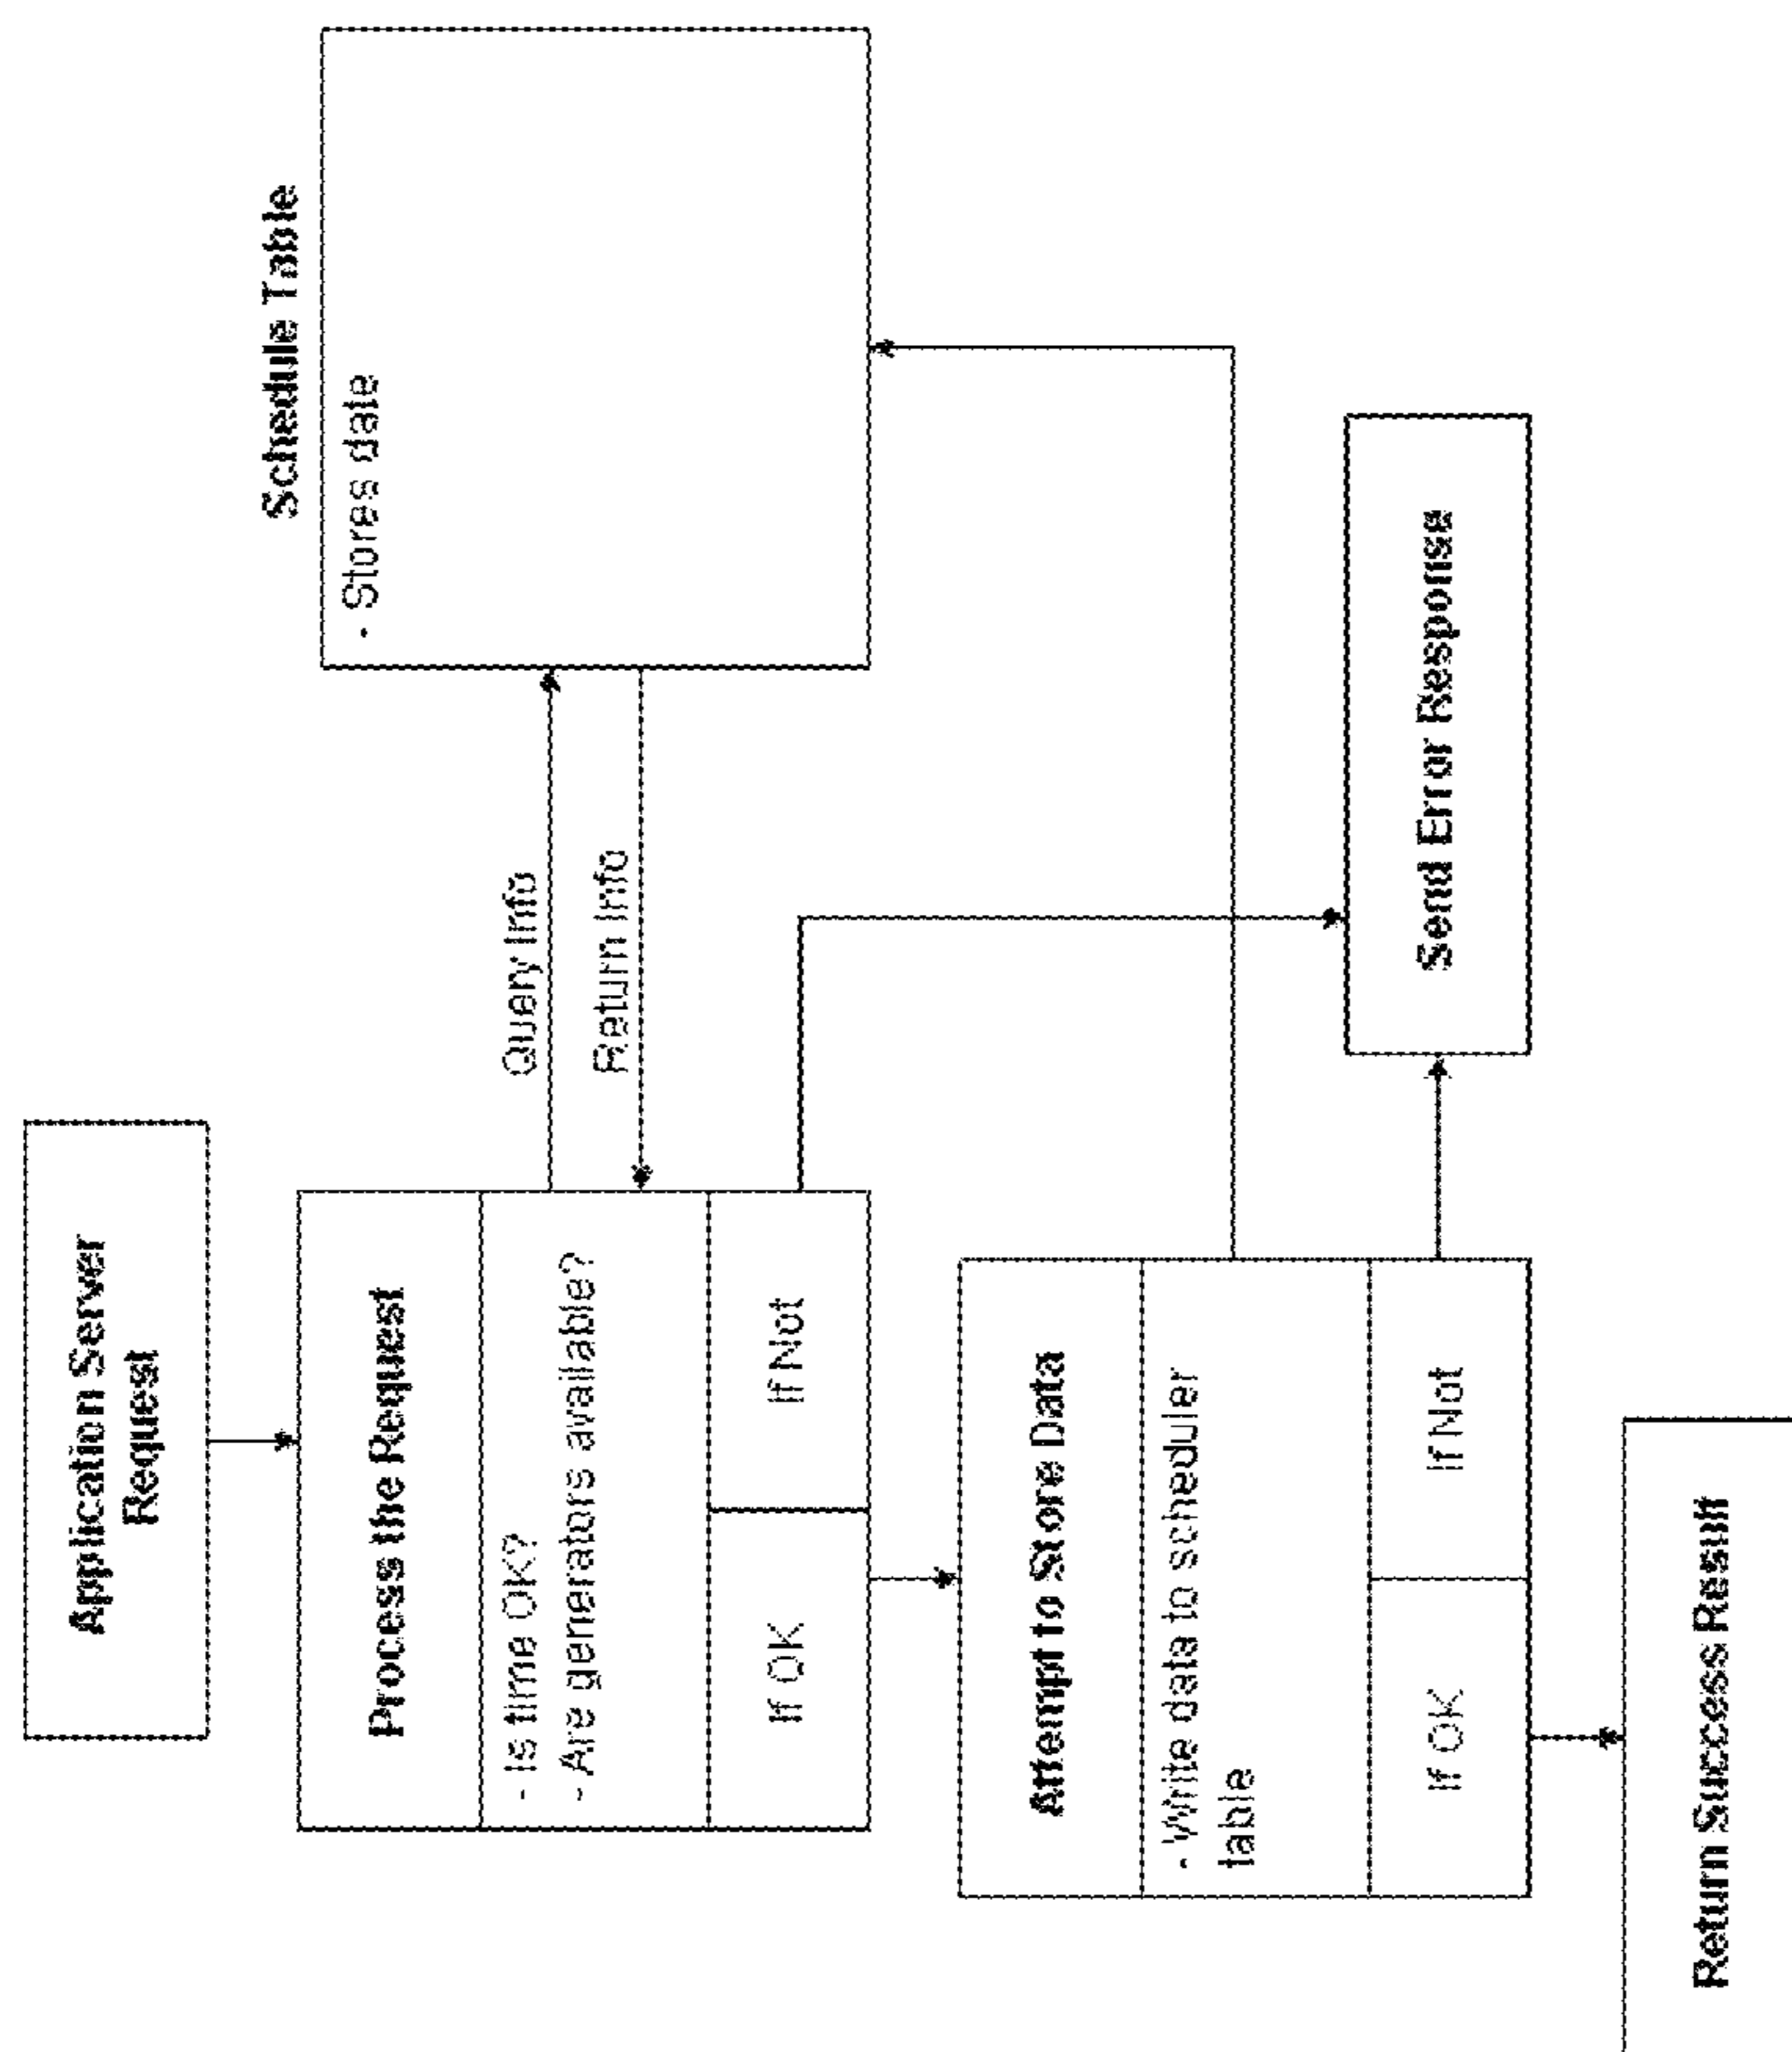 Application Server
Request
Process the Request
- Is time OK?
- Are generators available?
If OK
If Not
Query Info
Return Info
Schedule Table
- Stores date
Attempt to Store Data
- Write data to scheduler
table
If OK
If Not
Send Error Response
Return Success Result